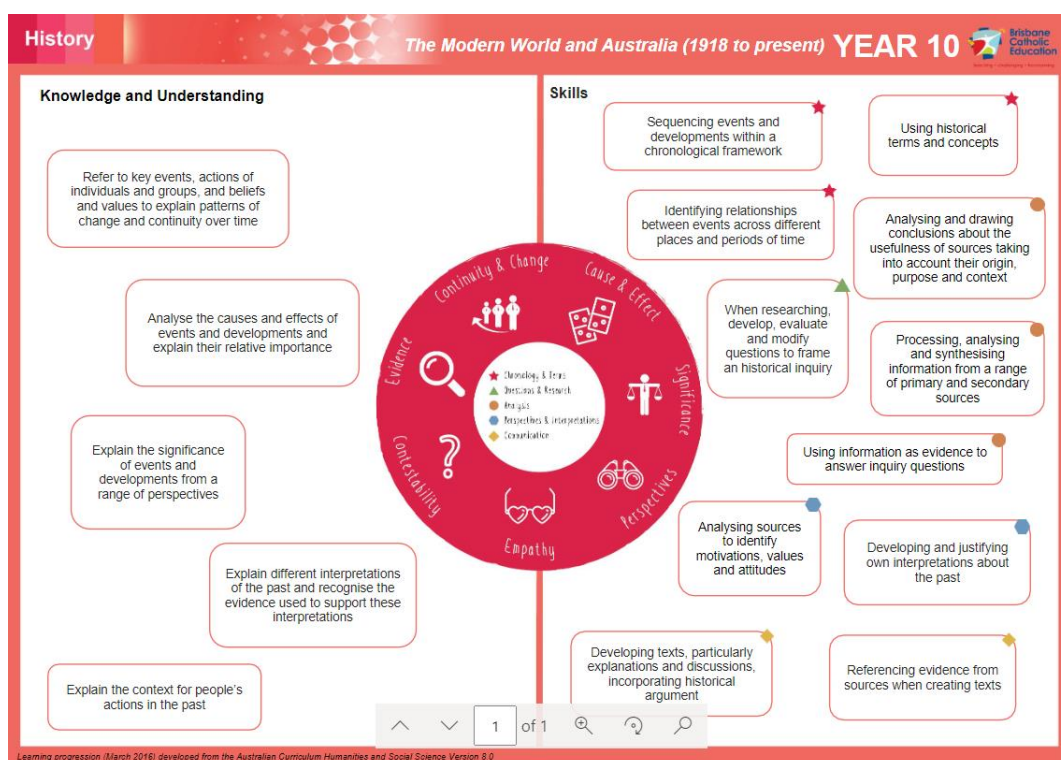 History
The Modern World and Australia (1918 to present) YEAR 10
Brisbane
Catholic
Education
Knowledge and Understanding
Refer to key events, actions of
individuals and groups, and beliefs
and values to explain patterns of
change and continuity over time
Analyse the causes and effects of
events and developments and
explain their relative importance
Explain the significance
of events and
developments from a
range of perspectives
Explain different interpretations
of the past and recognise the
evidence used to support these
interpretations
Explain the context for people's
actions in the past
Continuity & Change
Cause & Effect
Significance
Perspectives
Empathy
Contestability
Evidence
Chronology & Terms
Questions & Research
Analysis
Perspectives & Interpretations
Communication
Skills
Sequencing events and
developments within a
chronological framework
Using historical
terms and concepts
Identifying relationships
between events across different
places and periods of time
Analysing and drawing
conclusions about the
usefulness of sources taking
into account their origin,
purpose and context
When researching,
develop, evaluate
and modify
questions to frame
an historical inquiry
Processing, analysing
and synthesising
information from a range
of primary and secondary
sources
Using information as evidence to
answer inquiry questions
Analysing sources
to identify
motivations, values
and attitudes
Developing and justifying
own interpretations about
the past
Developing texts, particularly
explanations and discussions,
incorporating historical
argument
Referencing evidence from
sources when creating texts
1 of 1
Learning progression (March 2016) developed from the Australian Curriculum Humanities and Social Science Version 8.0